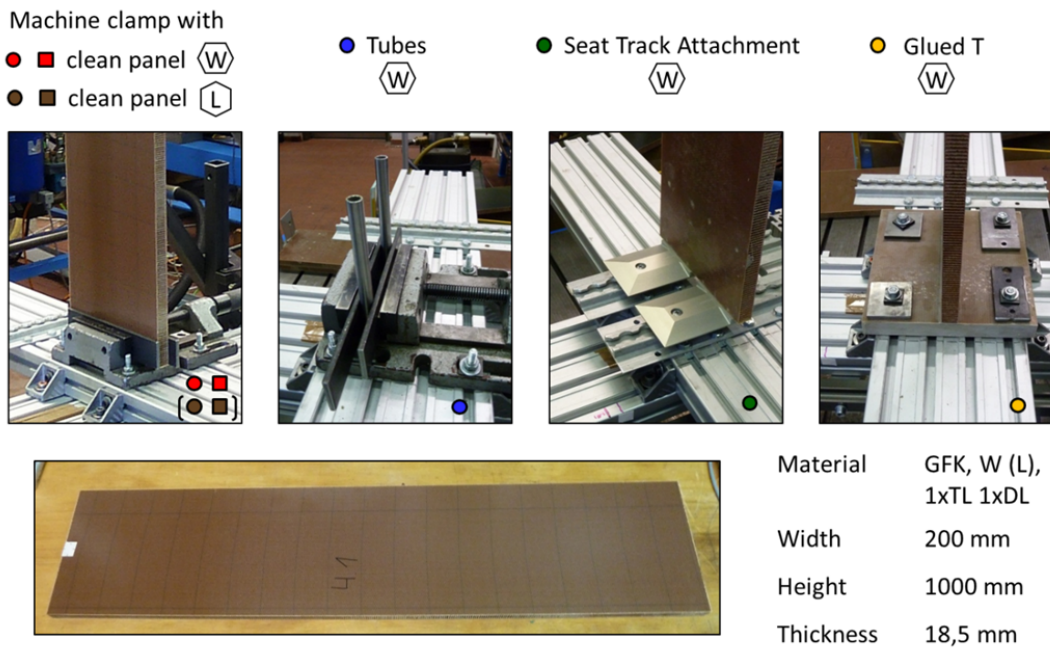 Machine clamp with
clean panel W
clean panel L
Tubes
W
Seat Track Attachment
W
Glued T
W
41
Material GFK, W (L),
1xTL 1xDL
Width 200 mm
Height 1000 mm
Thickness 18,5 mm